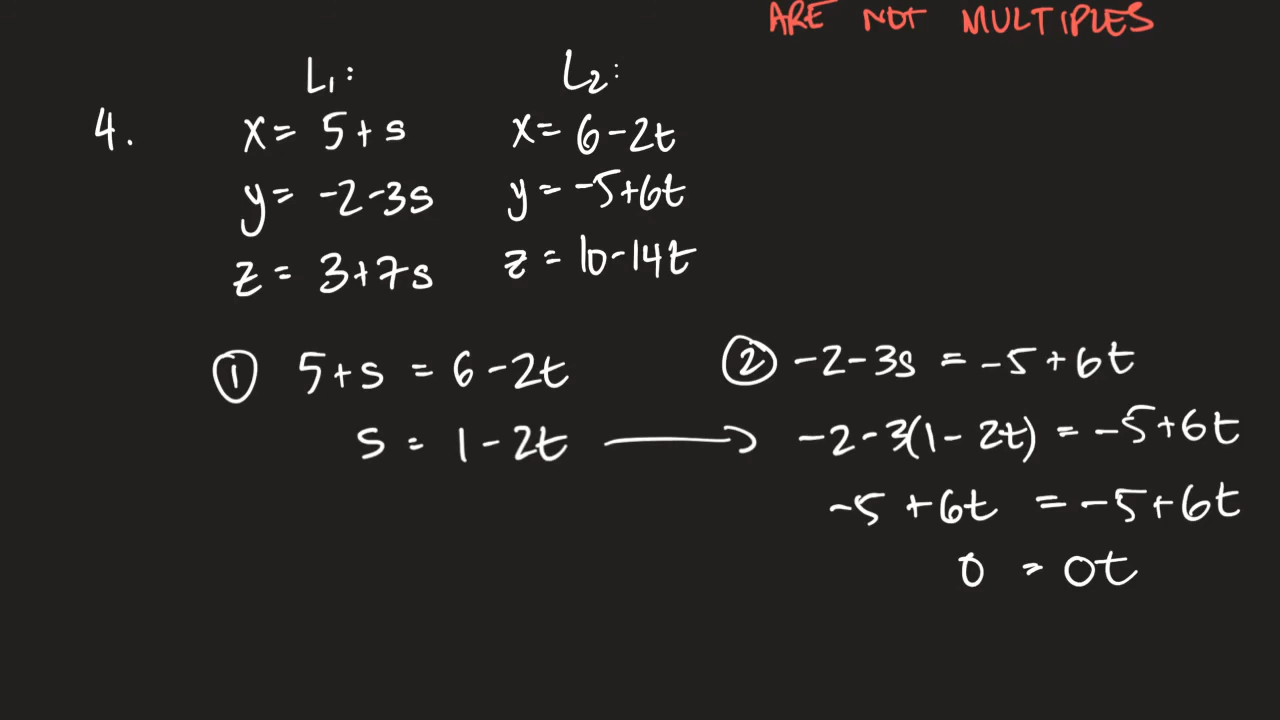 ARE NOT MULTIPLES
L₁: L₂:
4. x = 5 + s x = 6 - 2t
y = -2 - 3s y = -5 + 6t
z = 3 + 7s z = 10 - 14t
① 5 + s = 6 - 2t ② -2 - 3s = -5 + 6t
s = 1 - 2t ⟶ -2 - 3(1 - 2t) = -5 + 6t
-5 + 6t = -5 + 6t
0 = 0t